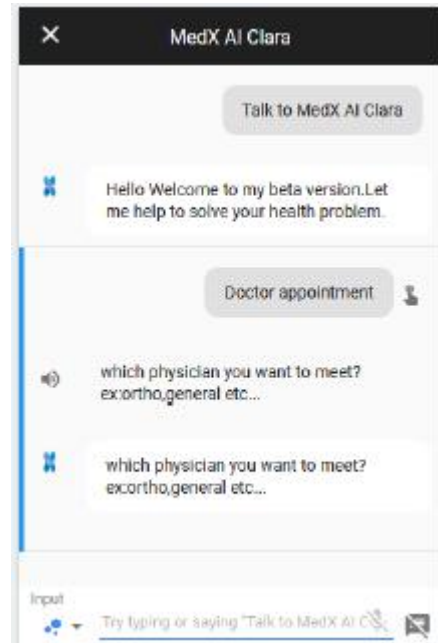 MedX AI Clara
Talk to MedX AI Clara
Hello Welcome to my beta version.Let
me help to solve your health problem.
Doctor appointment
which physician you want to meet?
ex:ortho,general etc...
which physician you want to meet?
ex:ortho,general etc...
Input
Try typing or saying "Talk to MedX AI C